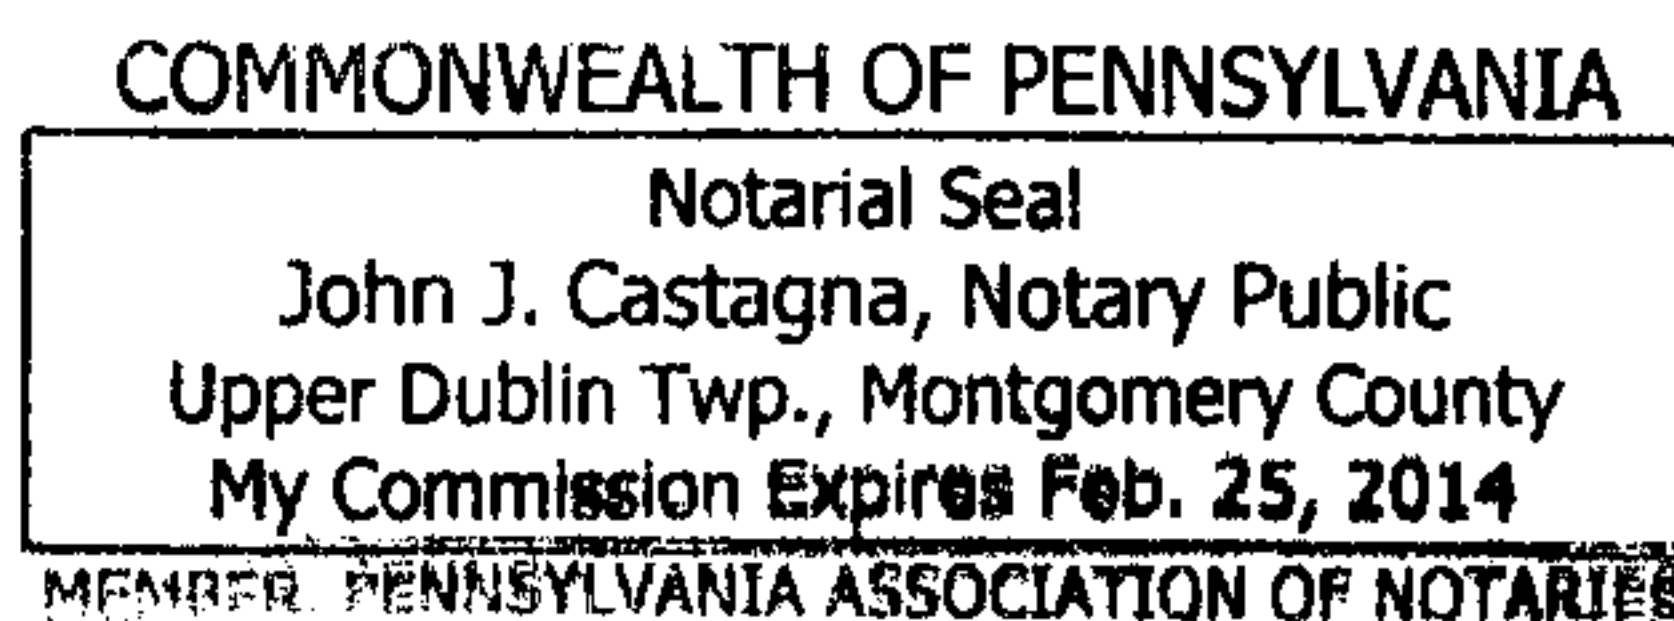 COMMONWEALTH OF PENNSYLVANIA
Notarial Seal
John J. Castagna, Notary Public
Upper Dublin Twp., Montgomery County
My Commission Expires Feb. 25, 2014
MEMBER, PENNSYLVANIA ASSOCIATION OF NOTARIES